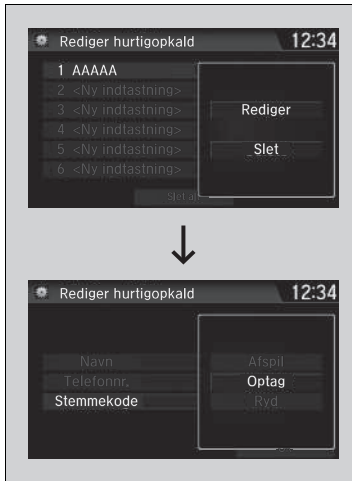 Rediger hurtigopkald 12:34
1 AAAAA
2 <Ny indtastning>
3 <Ny indtastning>
4 <Ny indtastning>
5 <Ny indtastning>
6 <Ny indtastning>
Rediger
Slet
Slet
Rediger hurtigopkald 12:34
Navn
Telefonnr.
Stemmekode
Afspil
Optag
Ryd